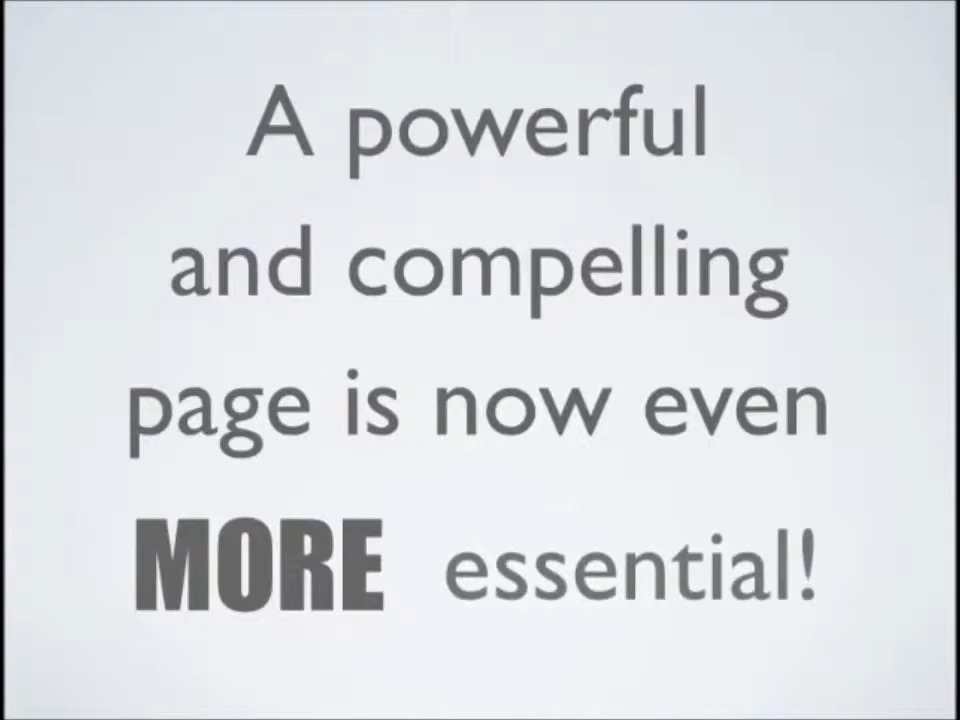 A powerful
and compelling
page is now even
MORE essential!